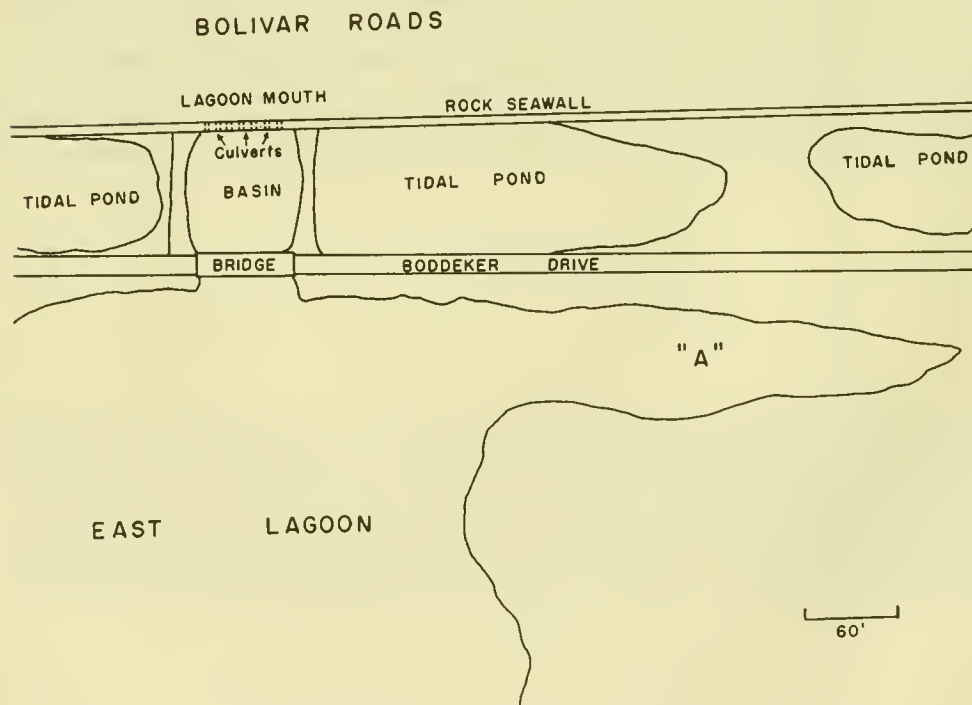 BOLIVAR ROADS
LAGOON MOUTH
ROCK SEAWALL
Culverts
TIDAL POND
BASIN
TIDAL POND
TIDAL POND
BRIDGE
BODDEKER DRIVE
"A"
EAST LAGOON
60'